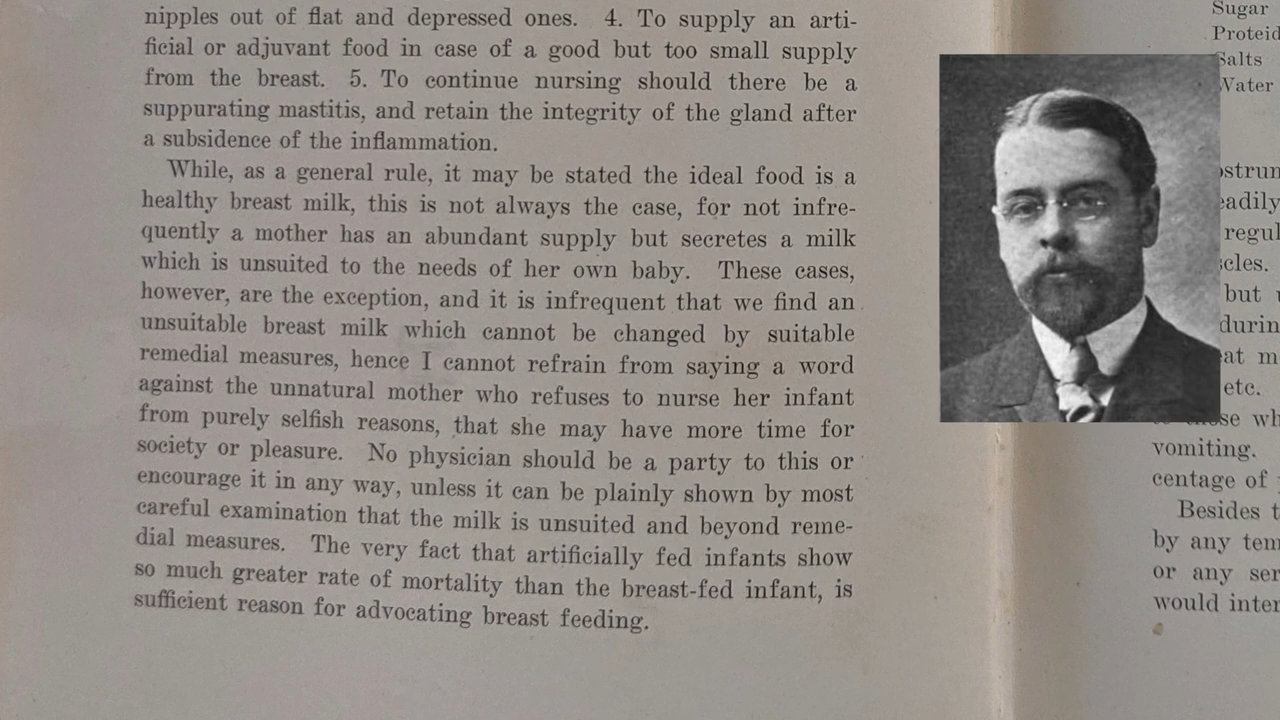 nipples out of flat and depressed ones. 4. To supply an arti-
ficial or adjuvant food in case of a good but too small supply
from the breast. 5. To continue nursing should there be a
suppurating mastitis, and retain the integrity of the gland after
a subsidence of the inflammation.
While, as a general rule, it may be stated the ideal food is a
healthy breast milk, this is not always the case, for not infre-
quently a mother has an abundant supply but secretes a milk
which is unsuited to the needs of her own baby. These cases,
however, are the exception, and it is infrequent that we find an
unsuitable breast milk which cannot be changed by suitable
remedial measures, hence I cannot refrain from saying a word
against the unnatural mother who refuses to nurse her infant
from purely selfish reasons, that she may have more time for
society or pleasure. No physician should be a party to this or
encourage it in any way, unless it can be plainly shown by most
careful examination that the milk is unsuited and beyond reme-
dial measures. The very fact that artificially fed infants show
so much greater rate of mortality than the breast-fed infant, is
sufficient reason for advocating breast feeding.
Sugar
Proteid
Salts
Water
but
etc.
vomiting.
centage of
Besides
by any
or any
would